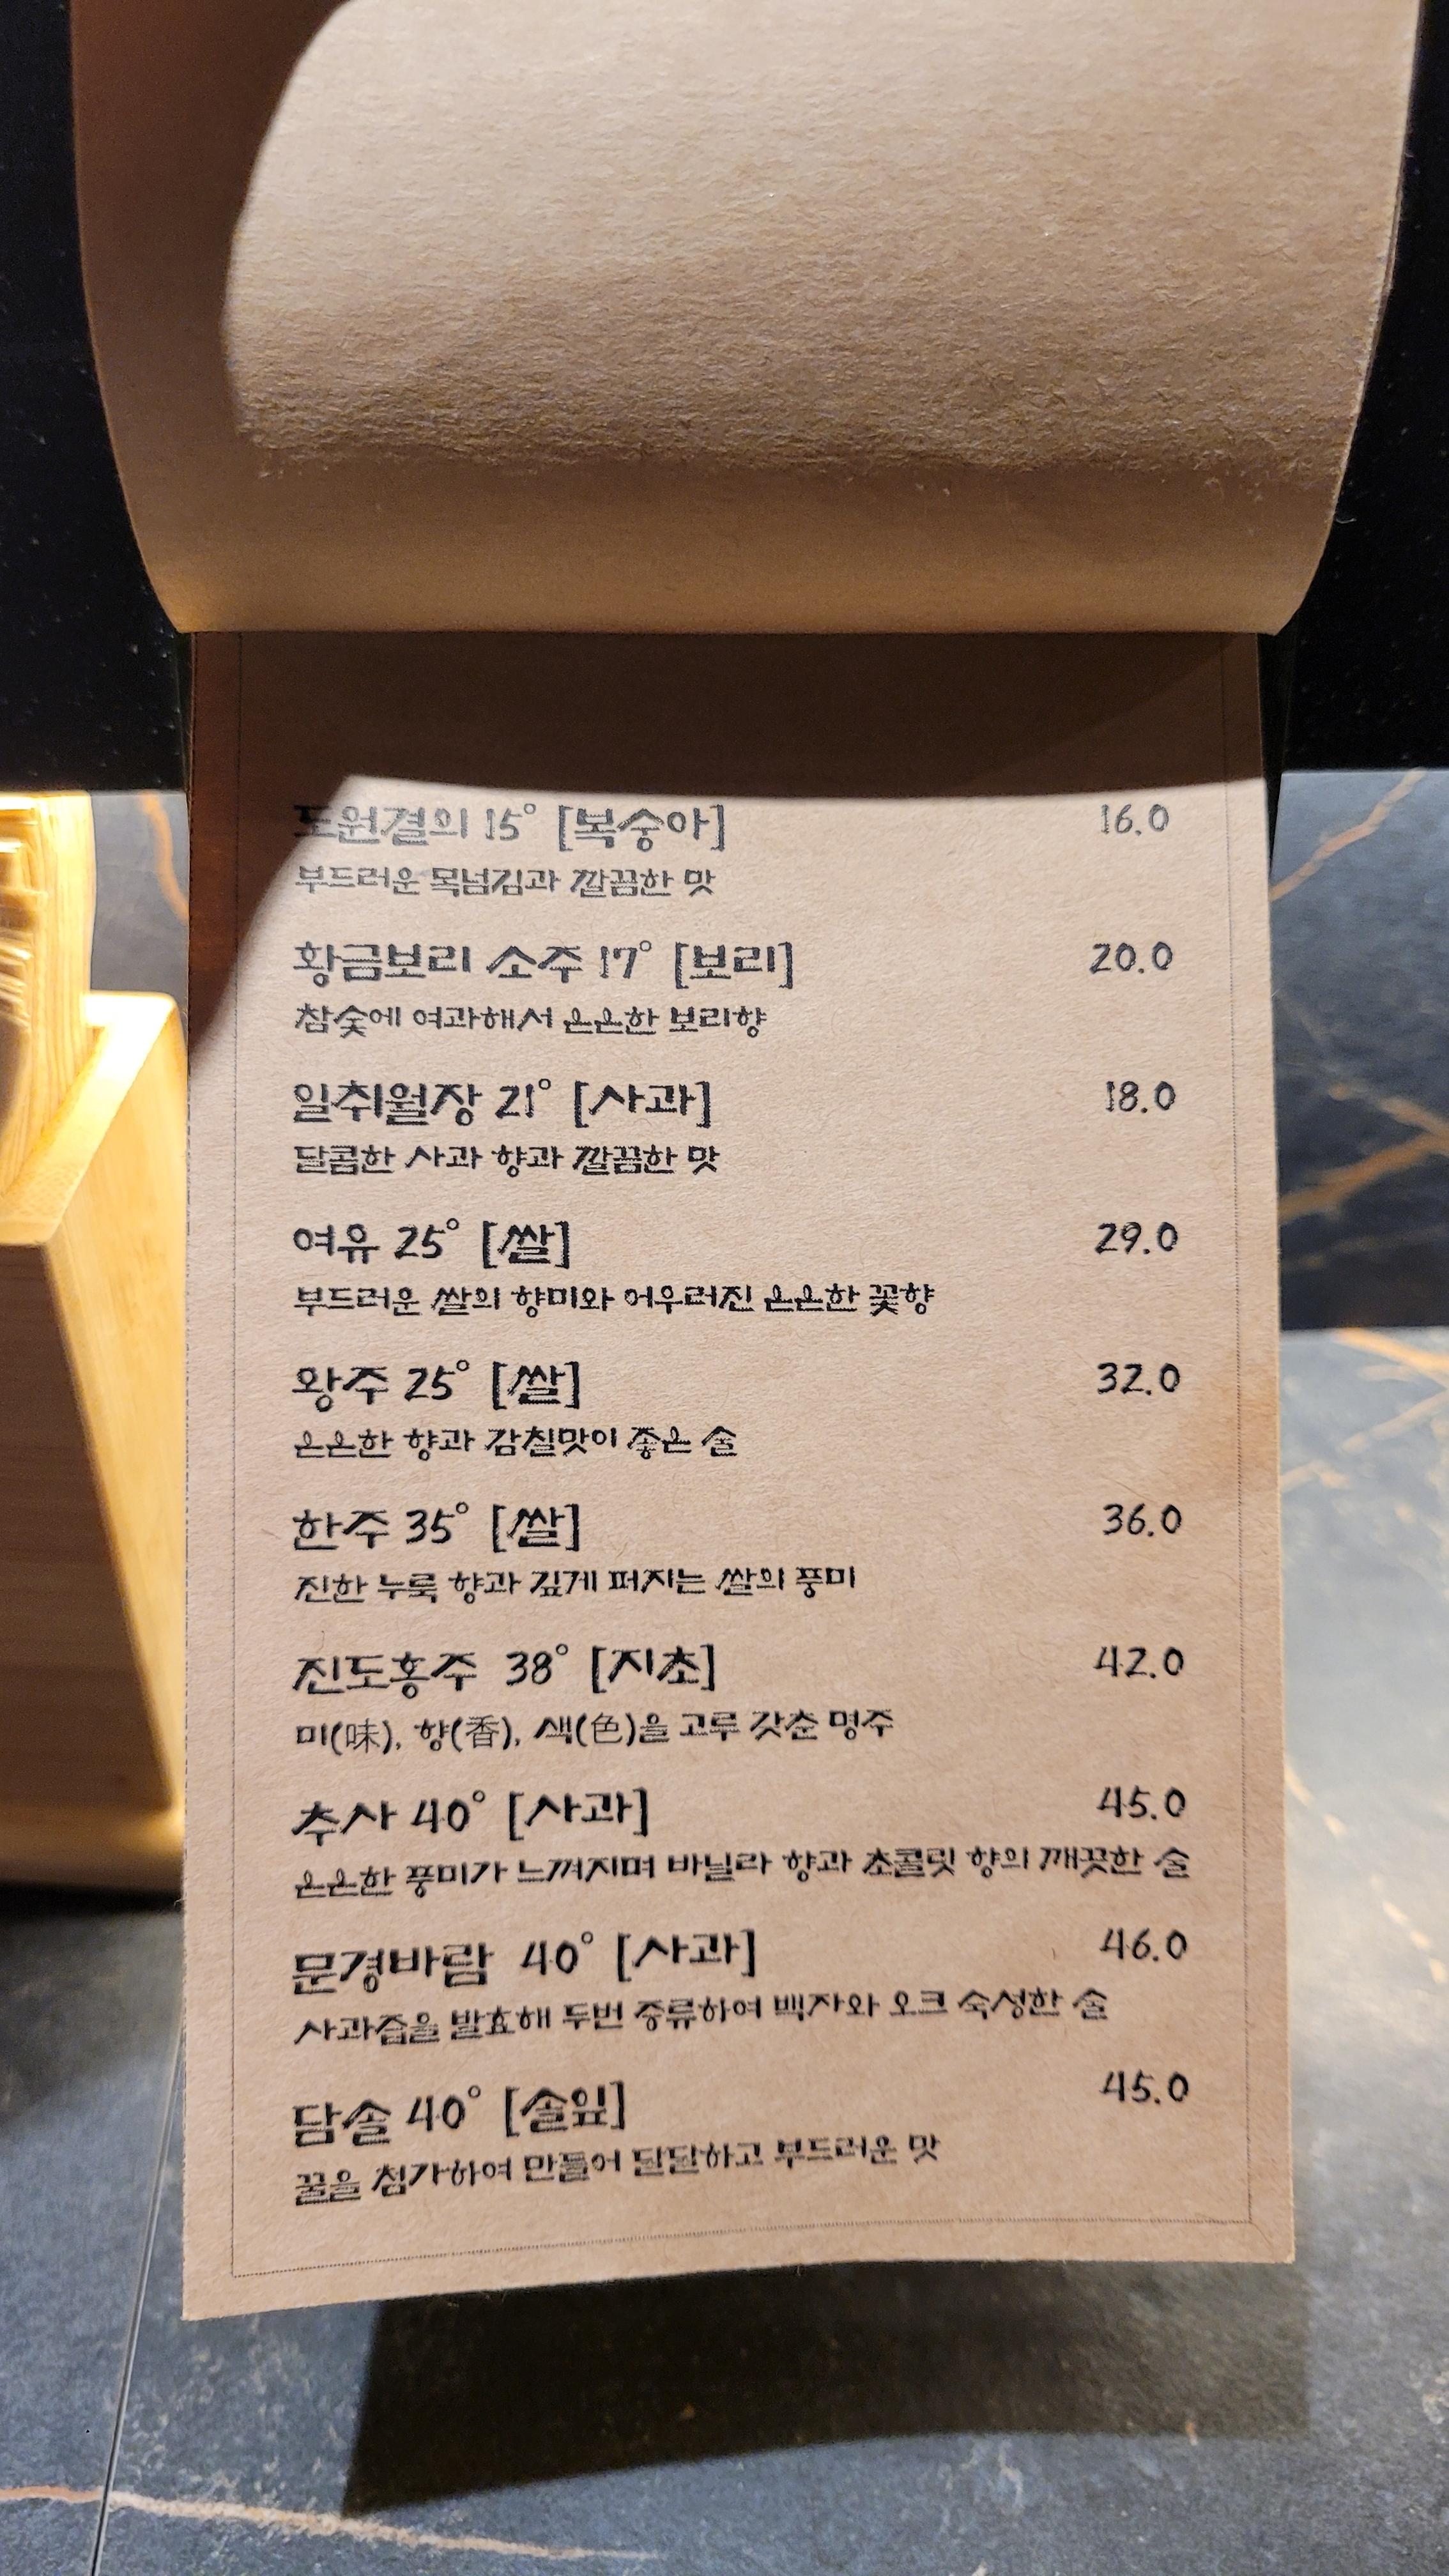 도원결의 15° [복숭아] 16.0
부드러운 목넘김과 깔끔한 맛
황금보리 소주 17° [보리] 20.0
참숯에 여과해서 은은한 보리향
일취월장 21° [사과] 18.0
달콤한 사과 향과 깔끔한 맛
여유 25° [쌀] 29.0
부드러운 쌀의 향미와 어우러진 은은한 꽃향
왕주 25° [쌀] 32.0
은은한 향과 감칠맛이 좋은 술
한주 35° [쌀] 36.0
진한 누룩 향과 깊게 퍼지는 쌀의 풍미
진도홍주 38° [지초] 42.0
미(味), 향(香), 색(色)을 고루 갖춘 명주
추사 40° [사과] 45.0
은은한 풍미가 느껴지며 바닐라 향과 초콜릿 향의 깨끗한 술
문경바람 40° [사과] 46.0
사과즙을 발효해 두번 증류하여 백자와 오크 숙성한 술
담솔 40° [솔잎] 45.0
꿀을 첨가하여 만들어 달달하고 부드러운 맛